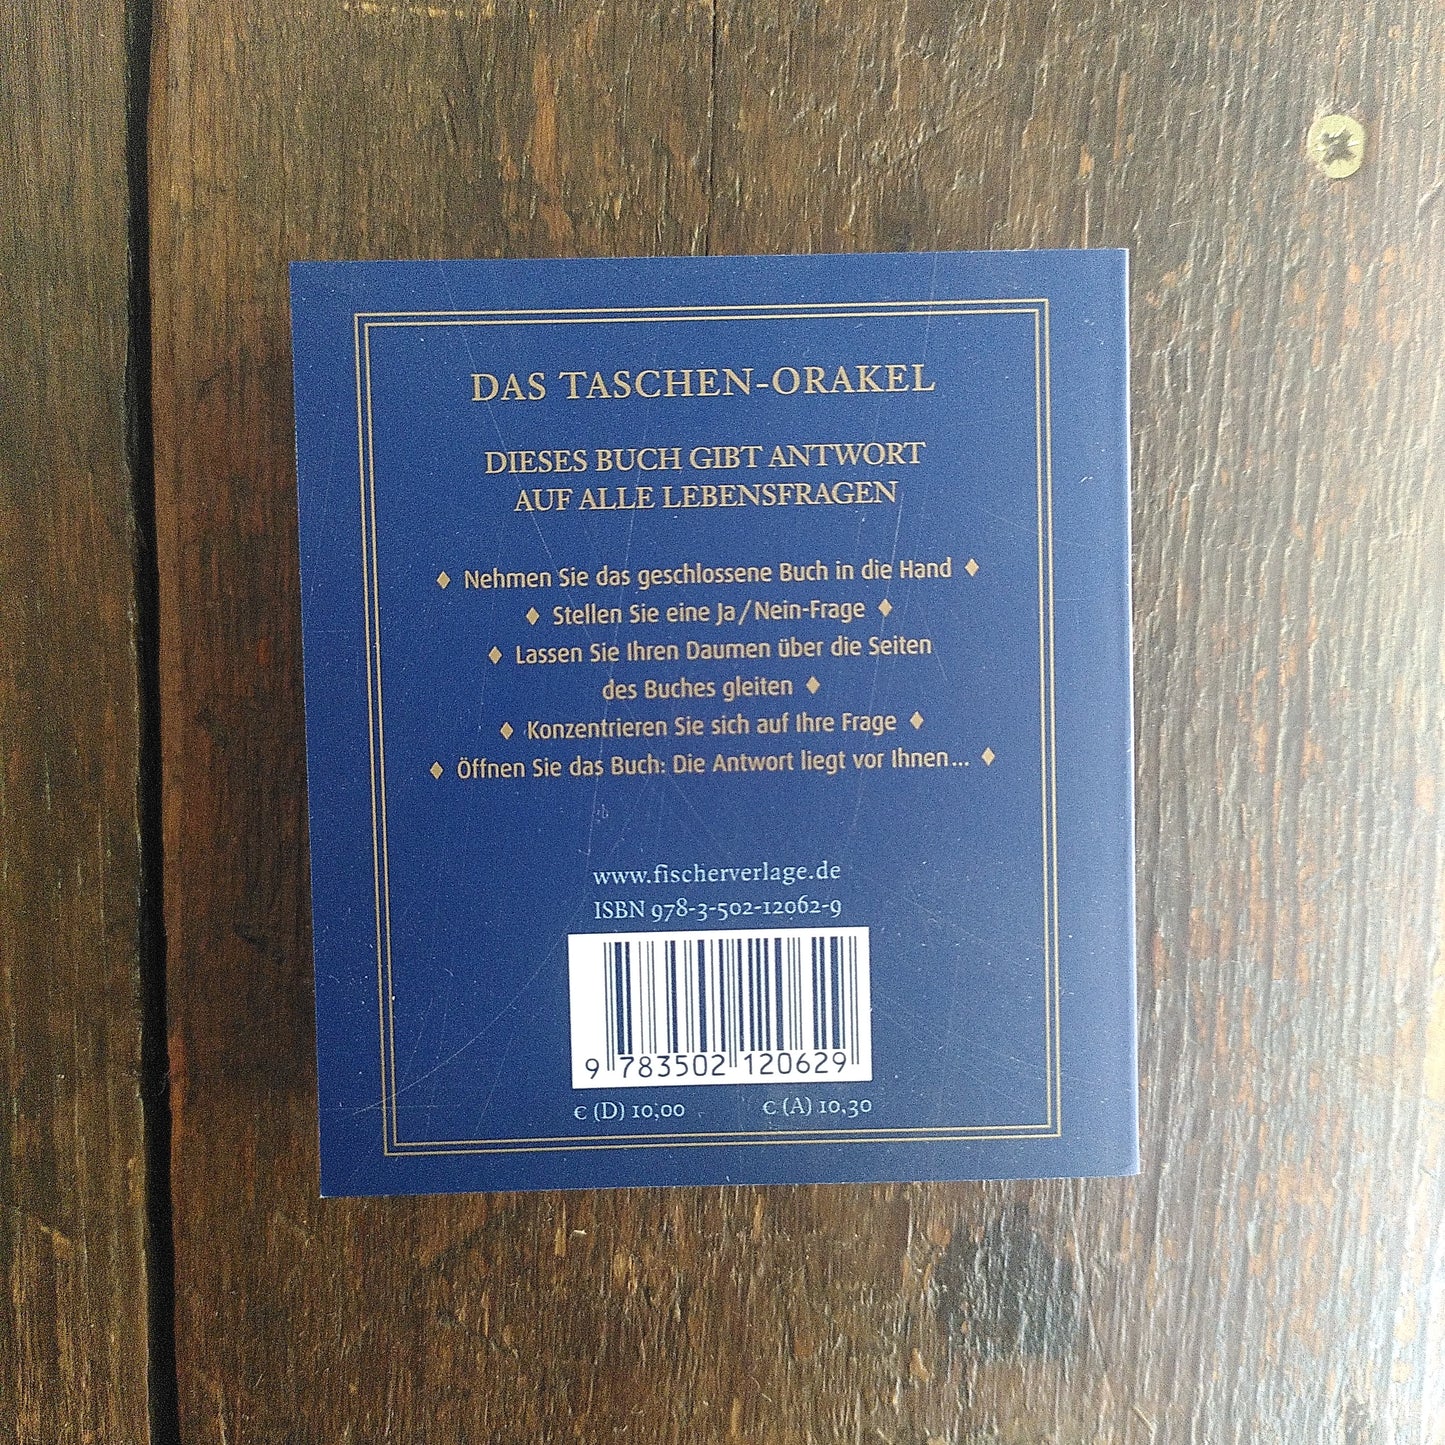 DAS TASCHEN-ORAKEL
DIESES BUCH GIBT ANTWORT
AUF ALLE LEBENSFRAGEN
♦ Nehmen Sie das geschlossene Buch in die Hand ♦
♦ Stellen Sie eine Ja/Nein-Frage ♦
♦ Lassen Sie Ihren Daumen über die Seiten
des Buches gleiten ♦
♦ Konzentrieren Sie sich auf Ihre Frage ♦
♦ Öffnen Sie das Buch: Die Antwort liegt vor Ihnen... ♦
www.fischerverlage.de
ISBN 978-3-502-12062-9
9 783502 120629
€ (D) 10,00 € (A) 10,30